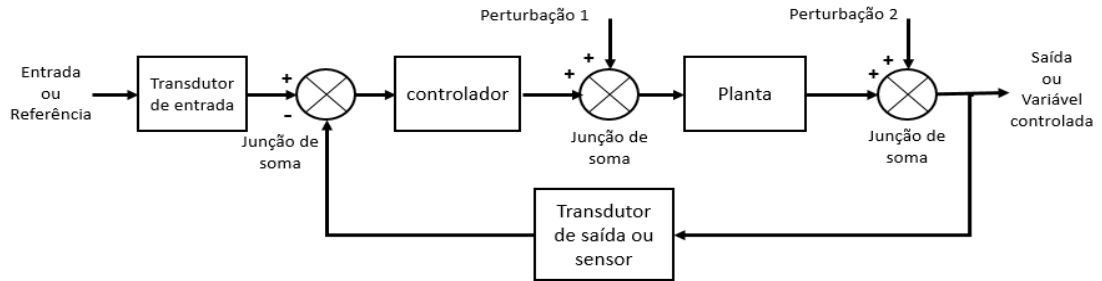 Perturbação 1
Perturbação 2
Entrada
ou
Referência
Transdutor
de entrada
+
-
Junção de
soma
controlador
+
+
Junção de
soma
Planta
+
+
Junção de
soma
Saída
ou
Variável
controlada
Transdutor
de saída ou
sensor